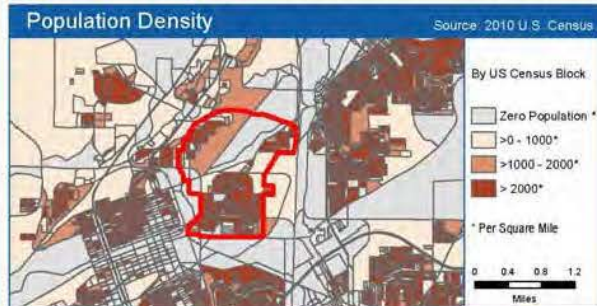 Population Density
Source: 2010 U.S. Census
By US Census Block
Zero Population *
>0 - 1000*
>1000 - 2000*
> 2000*
* Per Square Mile
0 0.4 0.8 1.2
Miles